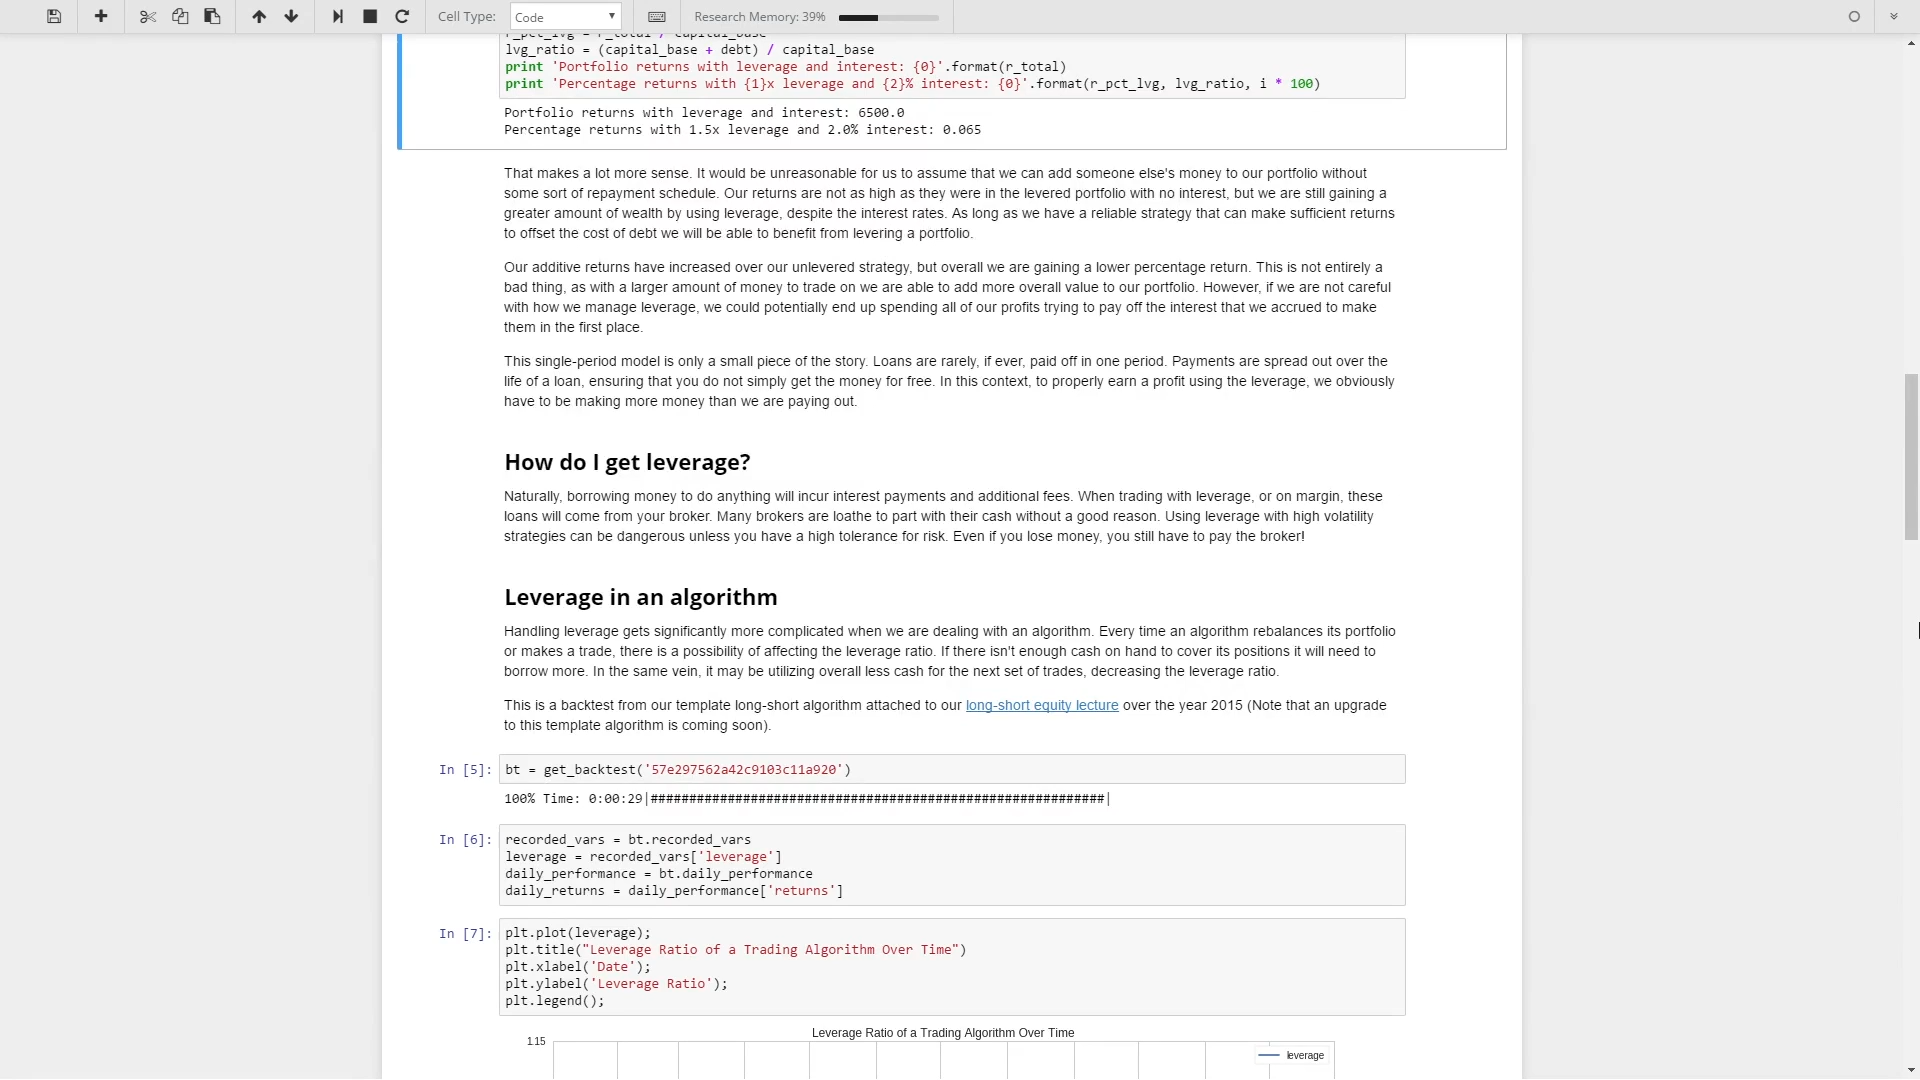 Cell Type: Code Research Memory: 39%
r_pct_lvg = r_total / capital_base
lvg_ratio = (capital_base + debt) / capital_base
print 'Portfolio returns with leverage and interest: {0}'.format(r_total)
print 'Percentage returns with {1}x leverage and {2}% interest: {0}'.format(r_pct_lvg, lvg_ratio, i * 100)
Portfolio returns with leverage and interest: 6500.0
Percentage returns with 1.5x leverage and 2.0% interest: 0.065
That makes a lot more sense. It would be unreasonable for us to assume that we can add someone else's money to our portfolio without
some sort of repayment schedule. Our returns are not as high as they were in the levered portfolio with no interest, but we are still gaining a
greater amount of wealth by using leverage, despite the interest rates. As long as we have a reliable strategy that can make sufficient returns
to offset the cost of debt we will be able to benefit from levering a portfolio.
Our additive returns have increased over our unlevered strategy, but overall we are gaining a lower percentage return. This is not entirely a
bad thing, as with a larger amount of money to trade on we are able to add more overall value to our portfolio. However, if we are not careful
with how we manage leverage, we could potentially end up spending all of our profits trying to pay off the interest that we accrued to make
them in the first place.
This single-period model is only a small piece of the story. Loans are rarely, if ever, paid off in one period. Payments are spread out over the
life of a loan, ensuring that you do not simply get the money for free. In this context, to properly earn a profit using the leverage, we obviously
have to be making more money than we are paying out.
How do I get leverage?
Naturally, borrowing money to do anything will incur interest payments and additional fees. When trading with leverage, or on margin, these
loans will come from your broker. Many brokers are loathe to part with their cash without a good reason. Using leverage with high volatility
strategies can be dangerous unless you have a high tolerance for risk. Even if you lose money, you still have to pay the broker!
Leverage in an algorithm
Handling leverage gets significantly more complicated when we are dealing with an algorithm. Every time an algorithm rebalances its portfolio
or makes a trade, there is a possibility of affecting the leverage ratio. If there isn't enough cash on hand to cover its positions it will need to
borrow more. In the same vein, it may be utilizing overall less cash for the next set of trades, decreasing the leverage ratio.
This is a backtest from our template long-short algorithm attached to our long-short equity lecture over the year 2015 (Note that an upgrade
to this template algorithm is coming soon).
In [5]: bt = get_backtest('57e297562a42c9103c11a920')
100% Time: 0:00:29|###########################################################|
In [6]: recorded_vars = bt.recorded_vars
leverage = recorded_vars['leverage']
daily_performance = bt.daily_performance
daily_returns = daily_performance['returns']
In [7]: plt.plot(leverage);
plt.title("Leverage Ratio of a Trading Algorithm Over Time")
plt.xlabel('Date');
plt.ylabel('Leverage Ratio');
plt.legend();
Leverage Ratio of a Trading Algorithm Over Time
115
leverage